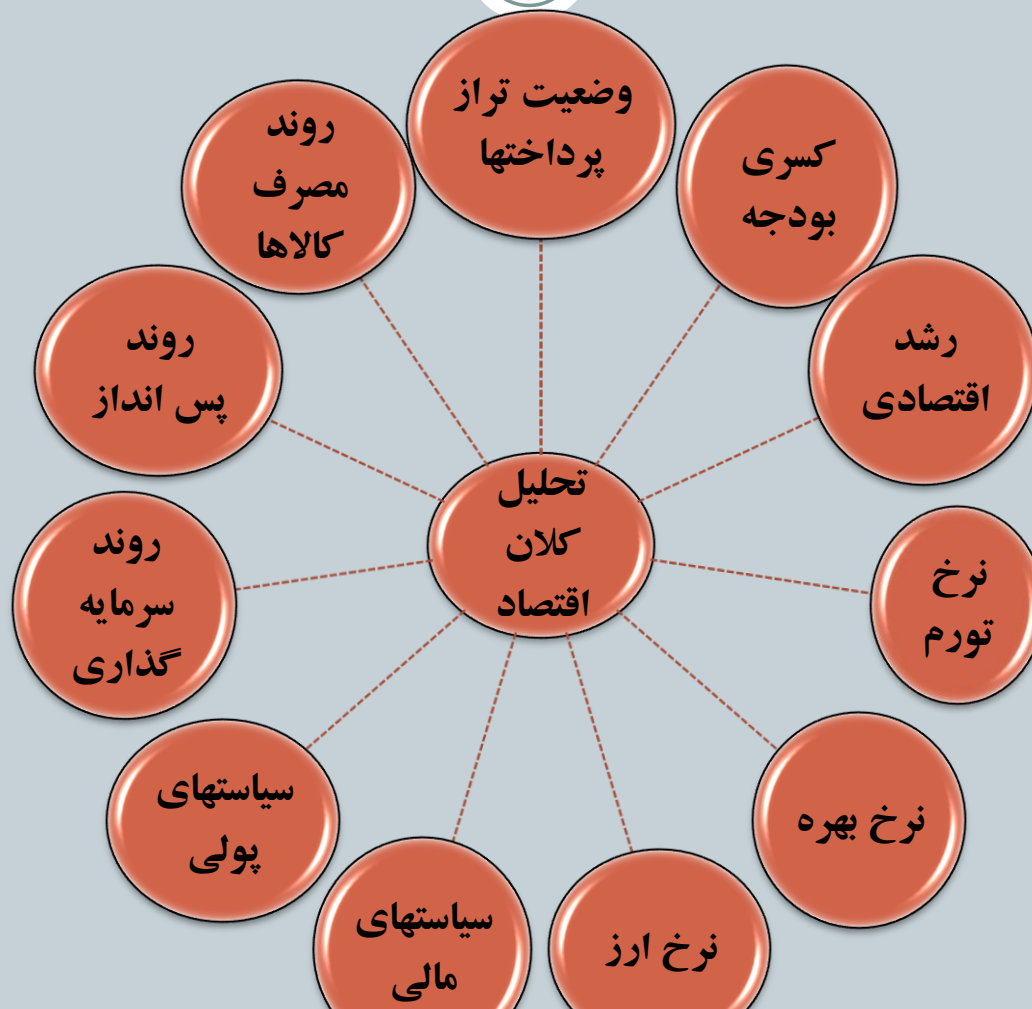 وضعیت تراز
پرداختها
کسری
بودجه
رشد
اقتصادی
نرخ
تورم
نرخ بهره
نرخ ارز
سیاستهای
مالی
سیاستهای
پولی
روند
سرمایه
گذاری
روند
پس انداز
روند
مصرف
کالاها
تحلیل
کلان
اقتصاد